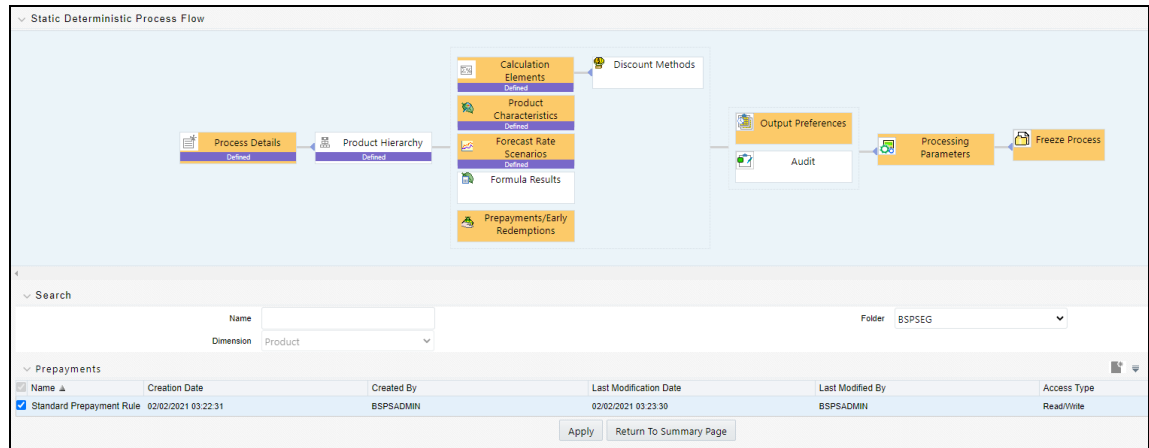 Static Deterministic Process Flow
Calculation
Elements
Defined
Discount Methods
Product
Characteristics
Defined
Process Details
Defined
Product Hierarchy
Defined
Forecast Rate
Scenarios
Defined
Formula Results
Prepayments/Early
Redemptions
Output Preferences
Audit
Processing
Parameters
Freeze Process
Search
Name
Folder BSPSEG
Dimension Product
Prepayments
Name Creation Date Created By Last Modification Date Last Modified By Access Type
Standard Prepayment Rule 02/02/2021 03:22:31 BSPSADMIN 02/02/2021 03:23:30 BSPSADMIN Read/Write
Apply Return To Summary Page